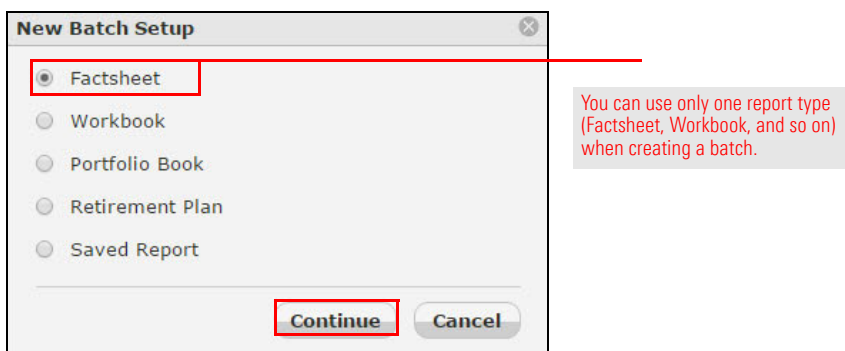 New Batch Setup
Factsheet
Workbook
Portfolio Book
Retirement Plan
Saved Report
Continue
Cancel
You can use only one report type
(Factsheet, Workbook, and so on)
when creating a batch.